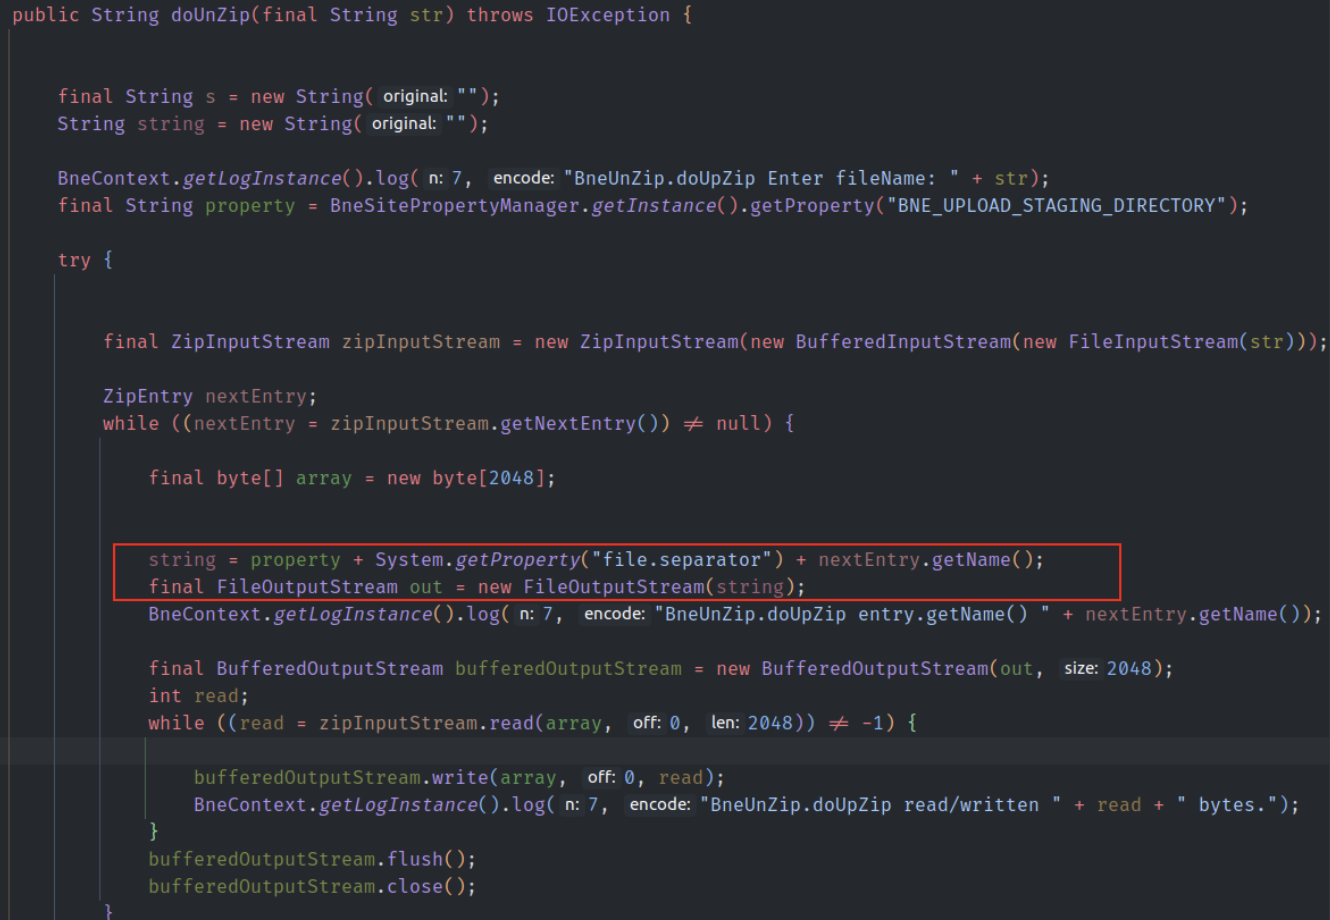 public String doUnZip(final String str) throws IOException {
final String s = new String( original: "");
String string = new String( original: "");
BneContext.getLogInstance().log( n: 7, encode: "BneUnZip.doUpZip Enter fileName: " + str);
final String property = BneSitePropertyManager.getInstance().getProperty("BNE_UPLOAD_STAGING_DIRECTORY");
try {
final ZipInputStream zipInputStream = new ZipInputStream(new BufferedInputStream(new FileInputStream(str)));
ZipEntry nextEntry;
while ((nextEntry = zipInputStream.getNextEntry()) ≠ null) {
final byte[] array = new byte[2048];
string = property + System.getProperty("file.separator") + nextEntry.getName();
final FileOutputStream out = new FileOutputStream(string);
BneContext.getLogInstance().log( n: 7, encode: "BneUnZip.doUpZip entry.getName() " + nextEntry.getName());
final BufferedOutputStream bufferedOutputStream = new BufferedOutputStream(out, size: 2048);
int read;
while ((read = zipInputStream.read(array, off: 0, len: 2048)) ≠ -1) {
bufferedOutputStream.write(array, off: 0, read);
BneContext.getLogInstance().log( n: 7, encode: "BneUnZip.doUpZip read/written " + read + " bytes.");
}
bufferedOutputStream.flush();
bufferedOutputStream.close();
}